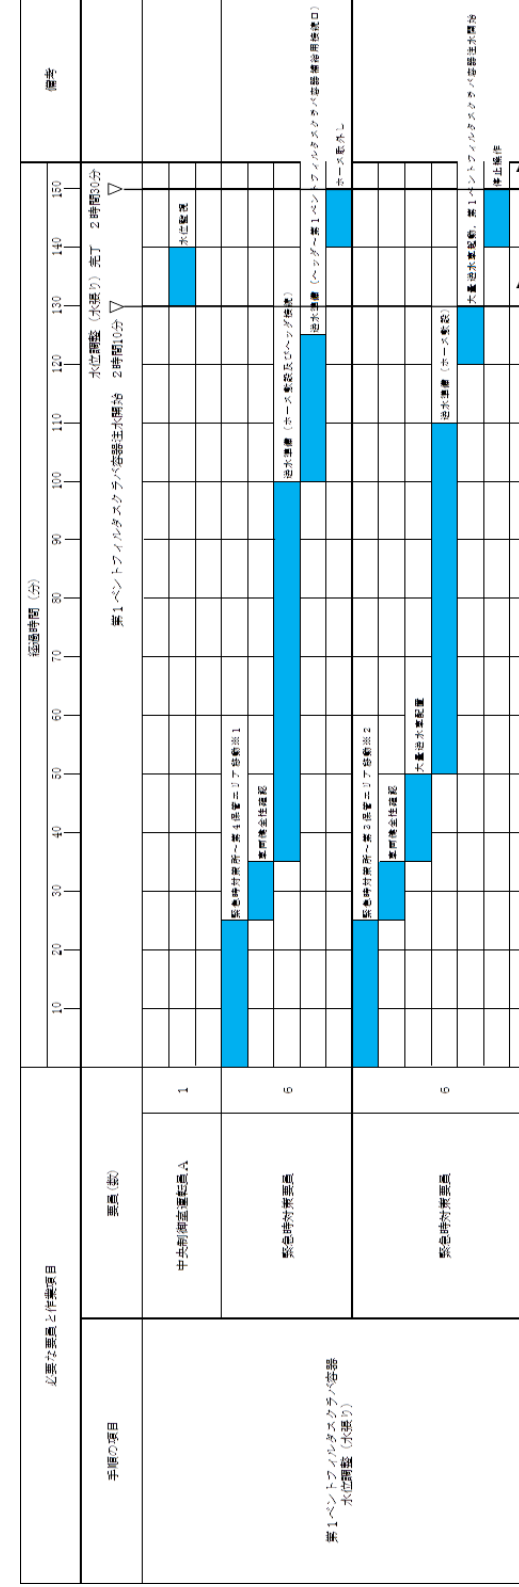 必要な要員と作業項目
経過時間（分）
備考
10
20
30
40
50
60
70
80
90
100
110
120
130
140
150
手順の項目
要員(数)
水位調整（水張り）完了　２時間30分
第１ベントフィルタスクラバ容器注水開始　２時間10分
第１ベントフィルタスクラバ容器
水位調整（水張り）
中央制御室運転員Ａ
1
水位監視
緊急時対策要員
6
緊急時対策所～第４保管エリア移動※１
車両健全性確認
送水準備（ホース敷設及びヘッダ接続）
送水準備（ヘッダ～第１ベントフィルタスクラバ容器補給用接続口）
ホース取外し
緊急時対策要員
6
緊急時対策所～第３保管エリア移動※２
車両健全性確認
大量送水車配置
送水準備（ホース敷設）
大量送水車起動、第１ベントフィルタスクラバ容器注水開始
停止操作